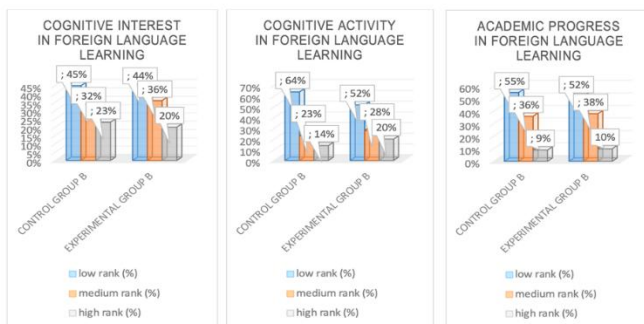 COGNITIVE INTEREST
IN FOREIGN LANGUAGE
LEARNING
; 45%
; 44%
; 32%
; 36%
; 23%
20%
45%
40%
35%
30%
25%
20%
15%
10%
5%
0%
CONTROL GROUP B
EXPERIMENTAL GROUP B
low rank (%)
medium rank (%)
high rank (%)
COGNITIVE ACTIVITY
IN FOREIGN LANGUAGE
LEARNING
; 64%
; 52%
; 23%
; 28%
; 14%
20%
70%
60%
50%
40%
30%
20%
10%
0%
CONTROL GROUP B
EXPERIMENTAL GROUP B
low rank (%)
medium rank (%)
high rank (%)
ACADEMIC PROGRESS
IN FOREIGN LANGUAGE
LEARNING
; 55%
; 52%
; 36%
; 38%
; 9%
10%
60%
50%
40%
30%
20%
10%
0%
CONTROL GROUP B
EXPERIMENTAL GROUP B
low rank (%)
medium rank (%)
high rank (%)